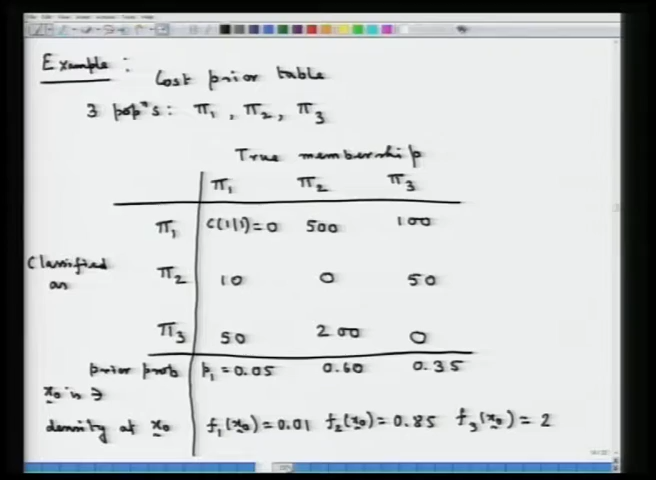 Example :
Cost prior table
3 popⁿs : π₁ , π₂ , π₃
True membership
π₁ π₂ π₃
π₁ C(1|1)=0 500 100
Classified as π₂ 10 0 50
π₃ 50 200 0
prior prob p₁ = 0.05 0.60 0.35
x₀ is ∋
density at x₀ f₁(x₀) = 0.01 f₂(x₀) = 0.85 f₃(x₀) = 2